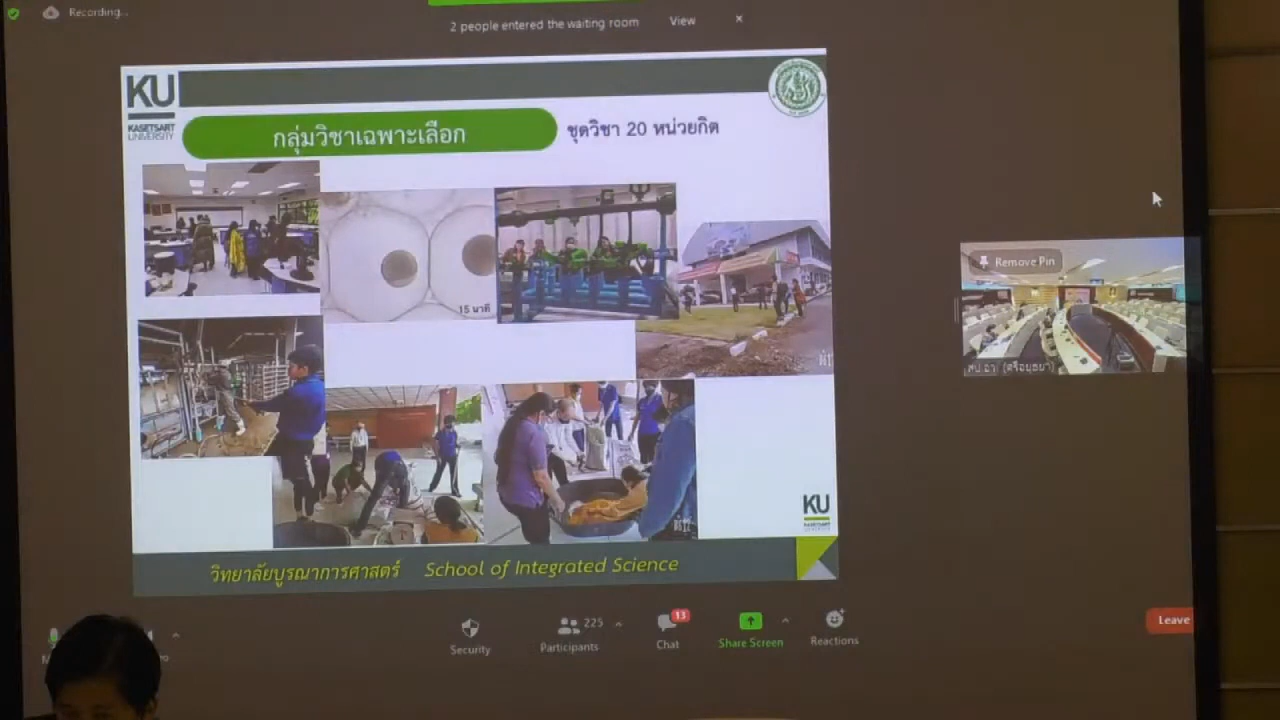 Recording...
2 people entered the waiting room View
KU
KASETSART
UNIVERSITY
กลุ่มวิชาเฉพาะเลือก
ชุดวิชา 20 หน่วยกิต
15 นาที
Remove Pin
KU
วิทยาลัยบูรณาการศาสตร์ School of Integrated Science
225
13
Security
Participants
Chat
Share Screen
Reactions
Leave